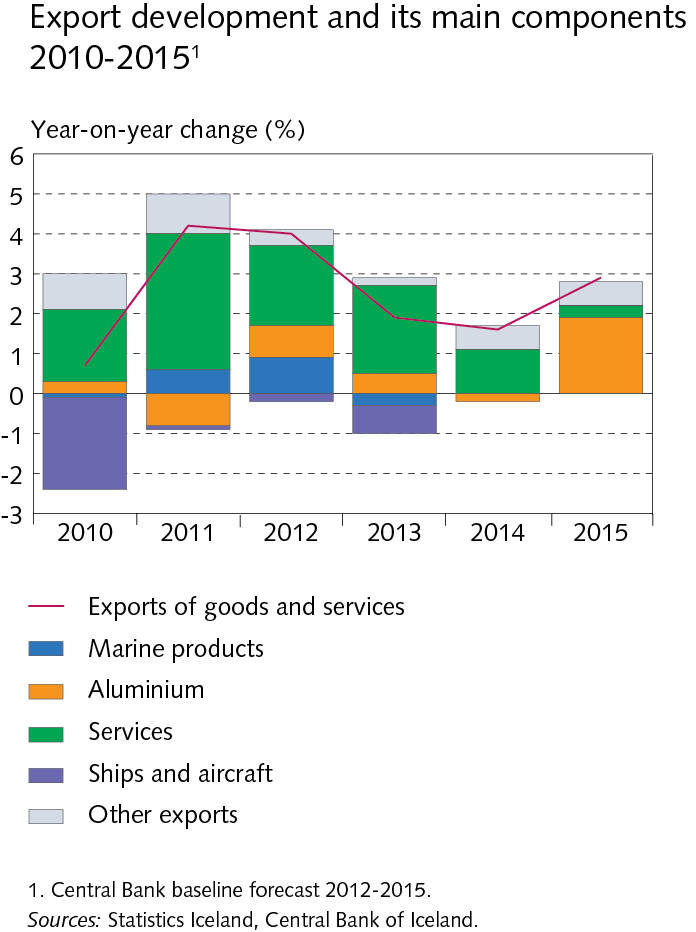 Export development and its main components
2010-2015¹
Year-on-year change (%)
6
5
4
3
2
1
0
-1
-2
-3
2010 2011 2012 2013 2014 2015
Exports of goods and services
Marine products
Aluminium
Services
Ships and aircraft
Other exports
1. Central Bank baseline forecast 2012-2015.
Sources: Statistics Iceland, Central Bank of Iceland.